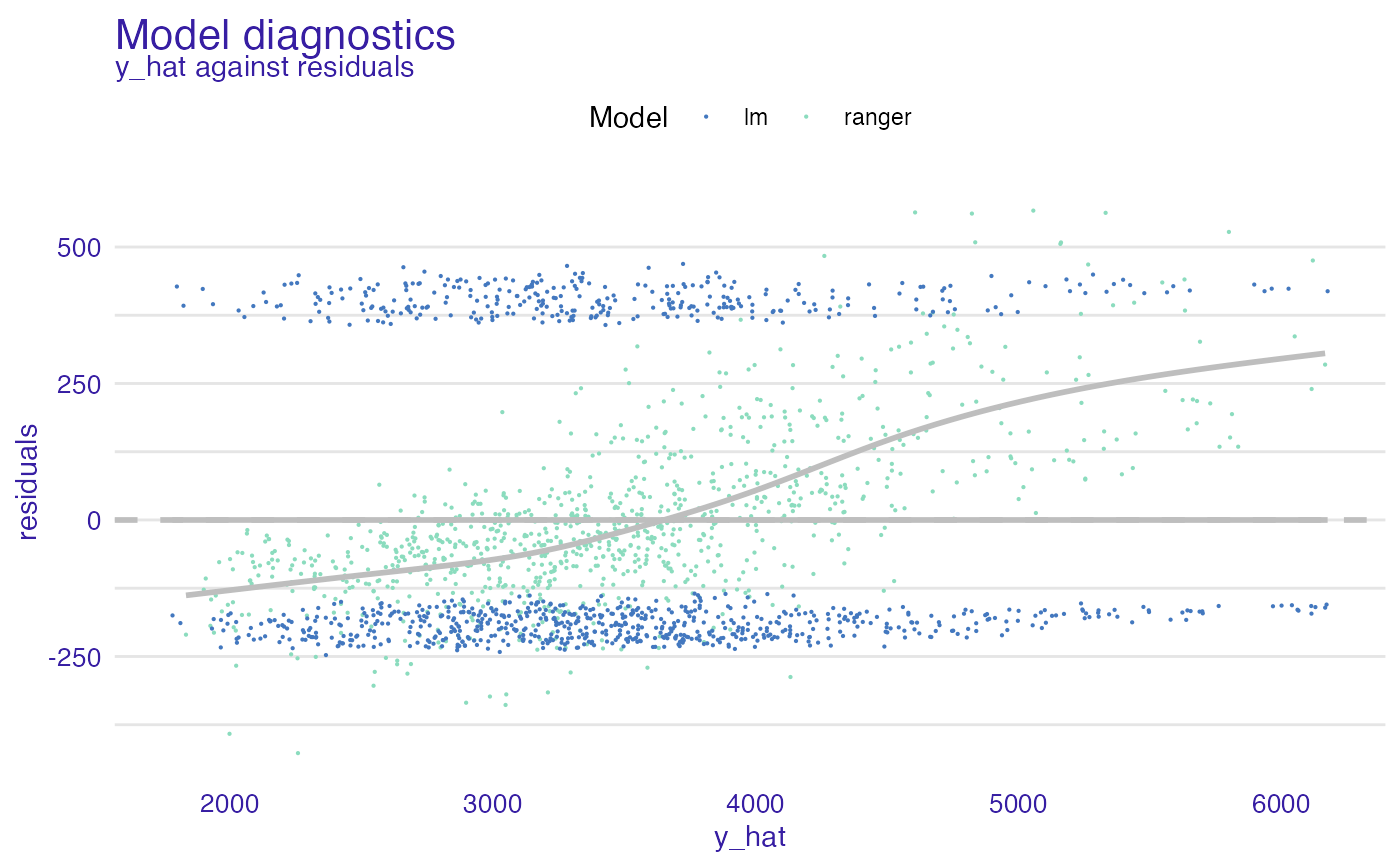 Model diagnostics
y_hat against residuals
Model lm ranger
500
250
0
-250
residuals
2000 3000 4000 5000 6000
y_hat